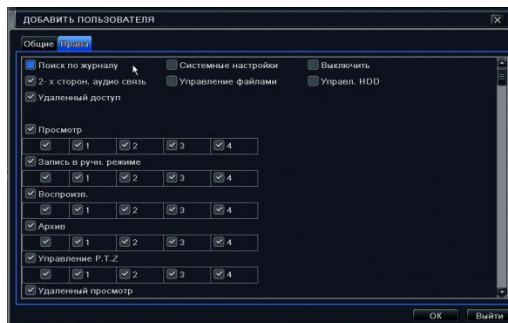 ДОБАВИТЬ ПОЛЬЗОВАТЕЛЯ
Общие Права
Поиск по журналу Системные настройки Выключить
2- х сторон. аудио связь Управление файлами Управл. HDD
Удаленный доступ
Просмотр
1 2 3 4
Запись в ручн. режиме
1 2 3 4
Воспроизв.
1 2 3 4
Архив
1 2 3 4
Управление P.T.Z
1 2 3 4
Удаленный просмотр
OK Выйти